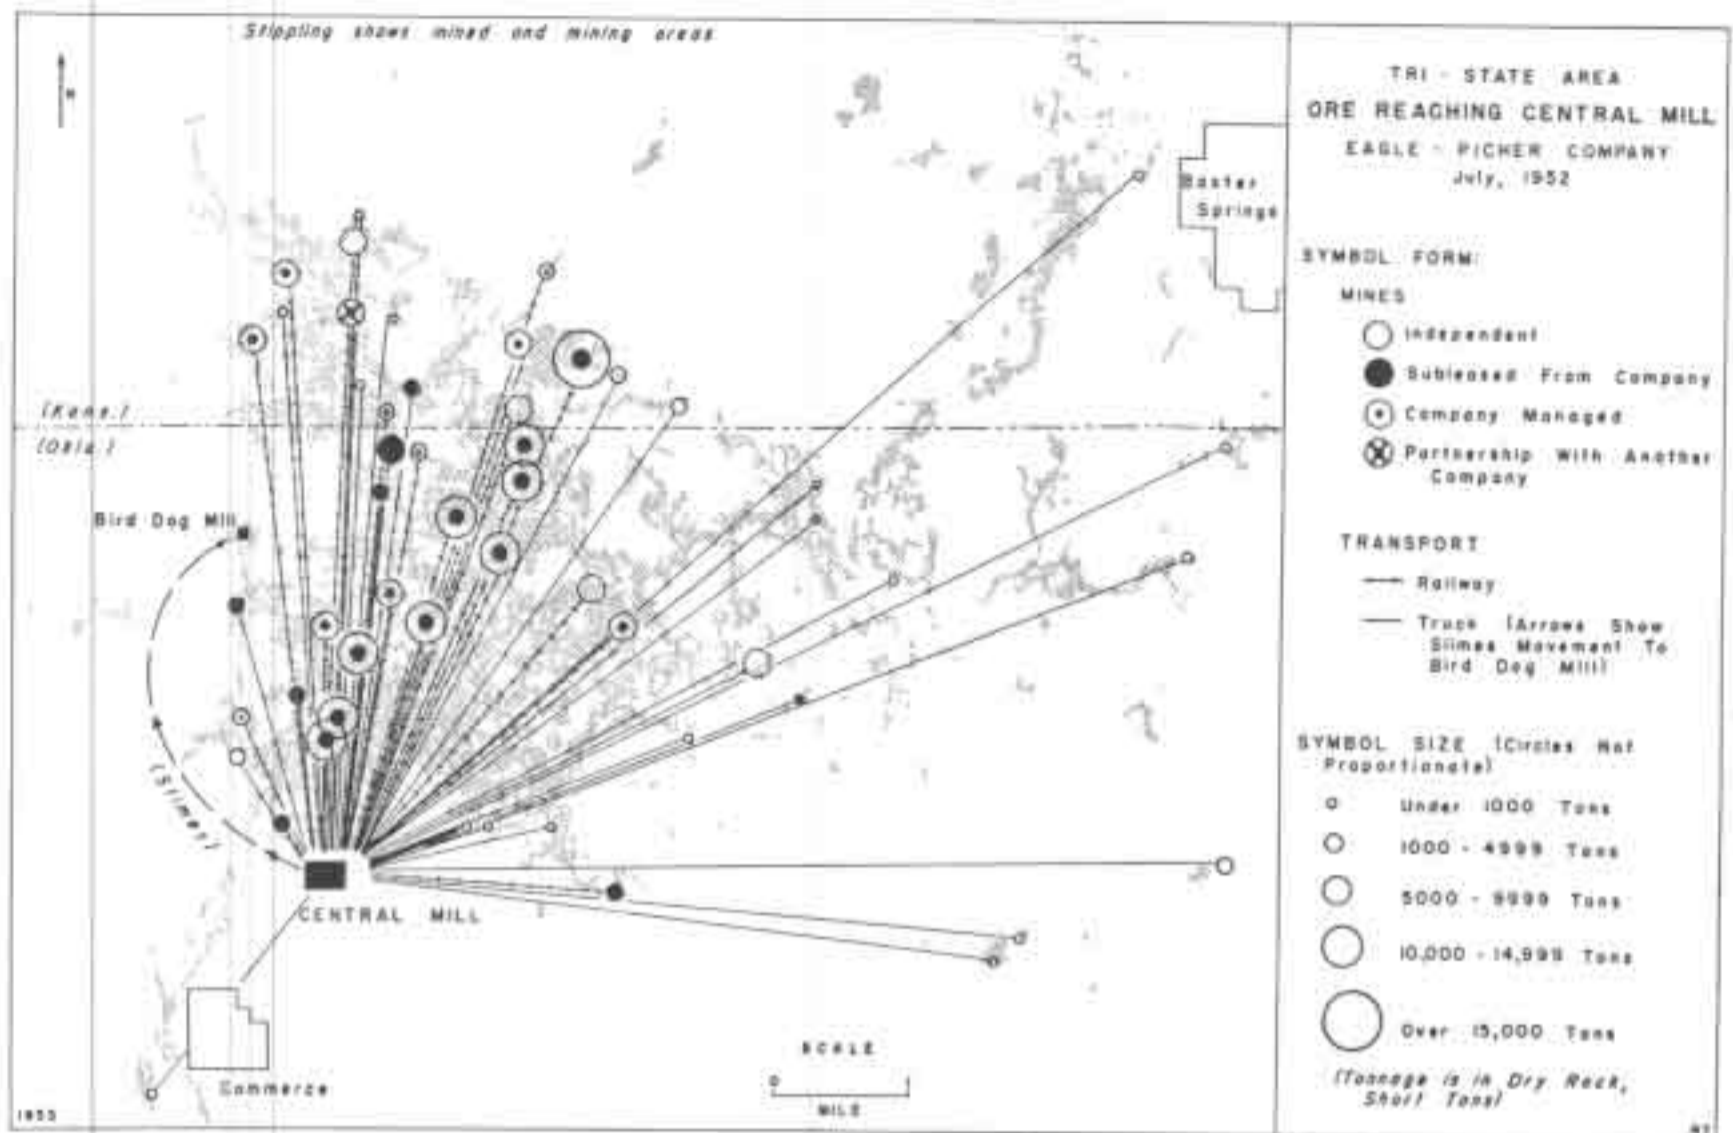 Stippling shows mined and mining areas
N
Baxter
Springs
(Kans.)
(Okla.)
Bird Dog Mill
(Slimes)
CENTRAL MILL
Commerce
SCALE
0
MILE
1953
TRI - STATE AREA
ORE REACHING CENTRAL MILL
EAGLE - PICHER COMPANY
July, 1952
SYMBOL FORM:
MINES
Independent
Subleased From Company
Company Managed
Partnership With Another
Company
TRANSPORT
Railway
Truck (Arrows Show
Slimes Movement To
Bird Dog Mill)
SYMBOL SIZE (Circles Not
Proportionate)
Under 1000 Tons
1000 - 4999 Tons
5000 - 9999 Tons
10,000 - 14,999 Tons
Over 15,000 Tons
(Tonnage is in Dry Rock,
Short Tons)